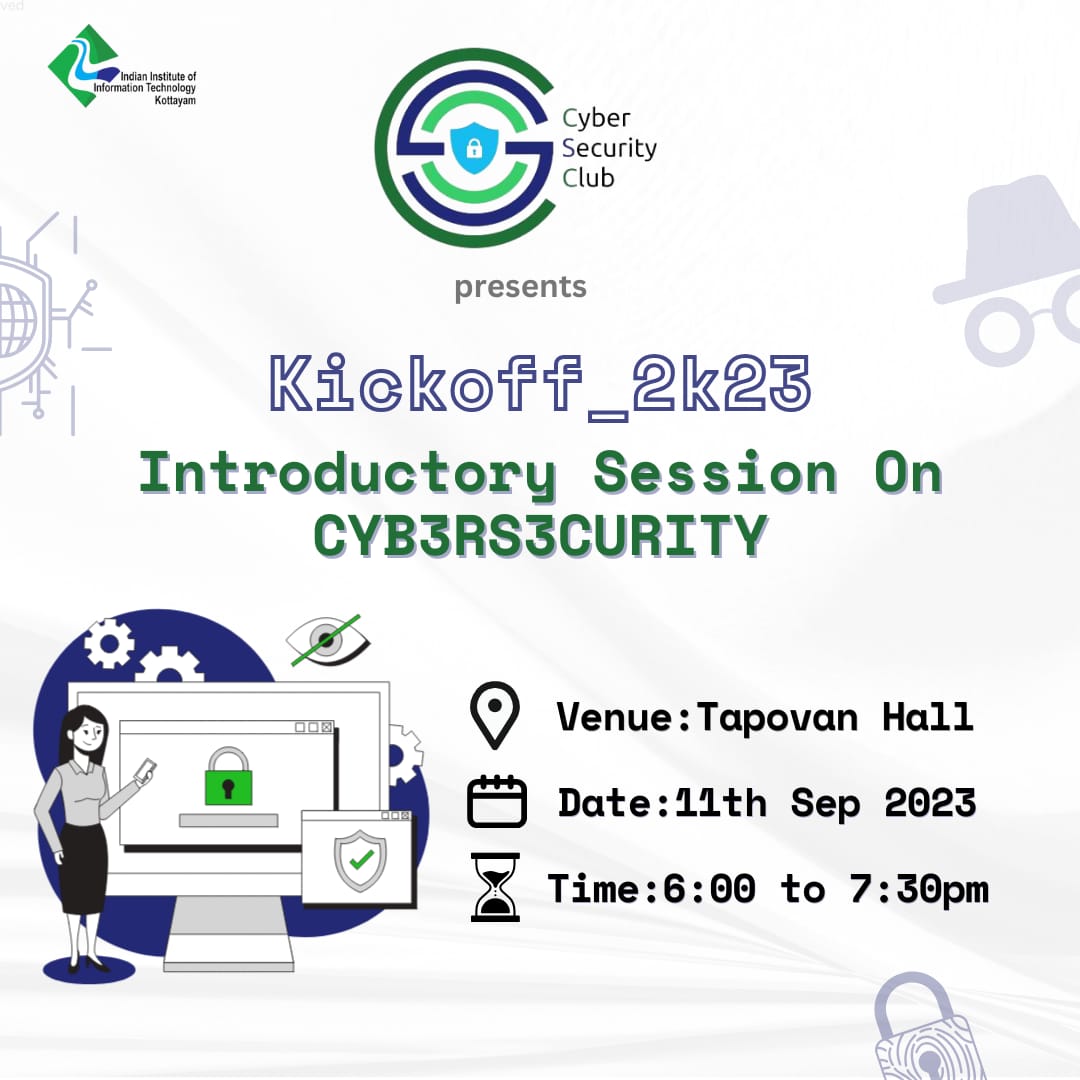 ved
Indian Institute of
Information Technology
Kottayam
Cyber
Security
Club
presents
Kickoff_2k23
Introductory Session On
CYB3RS3CURITY
Venue:Tapovan Hall
Date:11th Sep 2023
Time:6:00 to 7:30pm